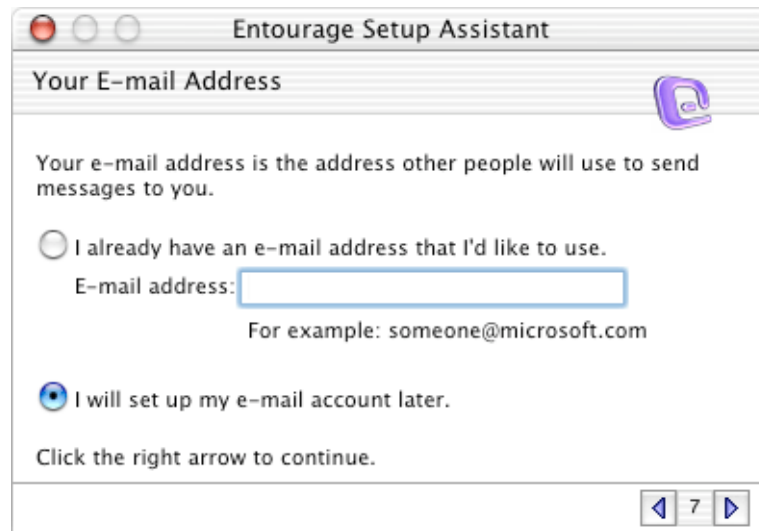 Entourage Setup Assistant
Your E-mail Address
Your e-mail address is the address other people will use to send
messages to you.
I already have an e-mail address that I'd like to use.
E-mail address:
For example: someone@microsoft.com
I will set up my e-mail account later.
Click the right arrow to continue.
7